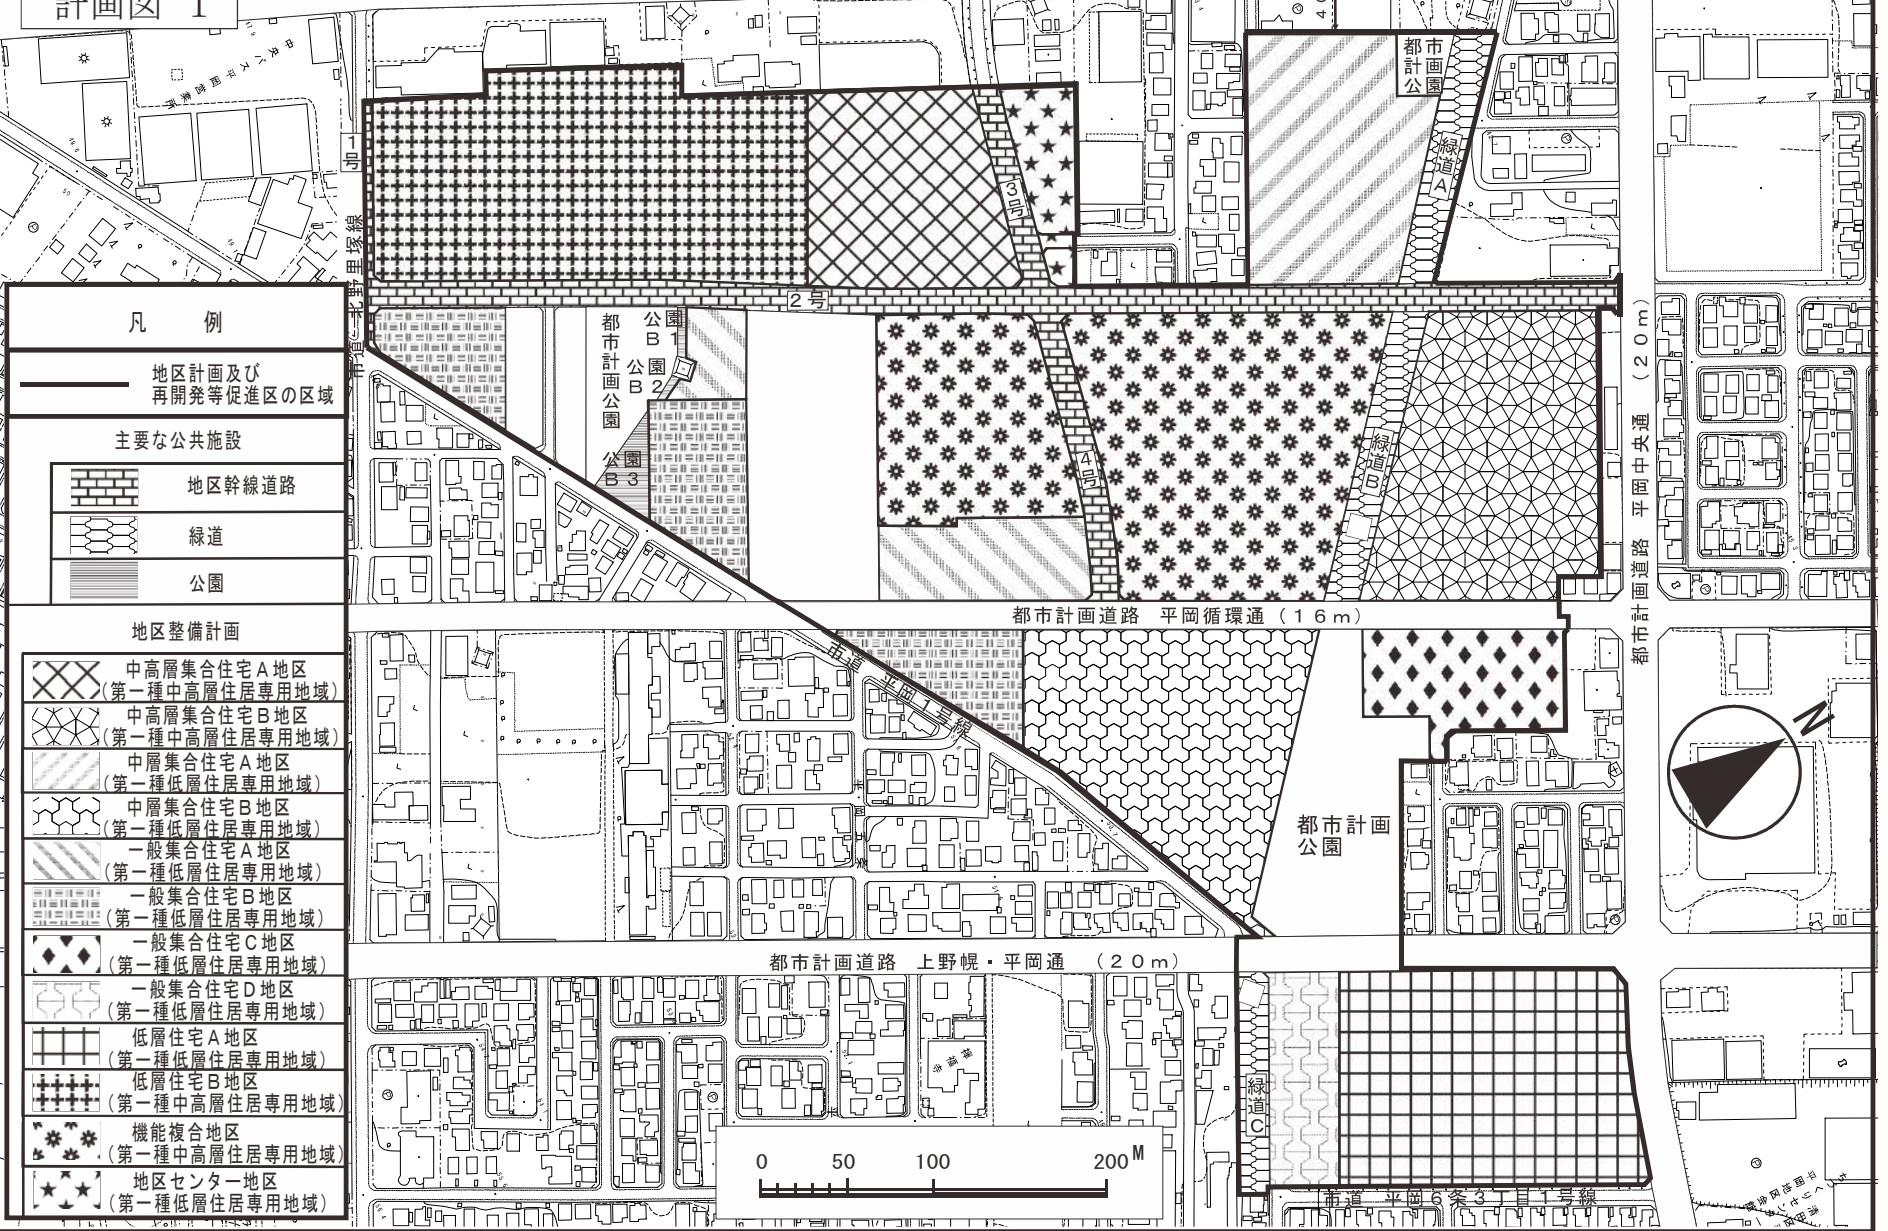 計画図 1
凡 例
地区計画及び
再開発等促進区の区域
主要な公共施設
地区幹線道路
緑道
公園
地区整備計画
中高層集合住宅A地区
(第一種中高層住居専用地域)
中高層集合住宅B地区
(第一種中高層住居専用地域)
中層集合住宅A地区
(第一種低層住居専用地域)
中層集合住宅B地区
(第一種低層住居専用地域)
一般集合住宅A地区
(第一種低層住居専用地域)
一般集合住宅B地区
(第一種低層住居専用地域)
一般集合住宅C地区
(第一種低層住居専用地域)
一般集合住宅D地区
(第一種低層住居専用地域)
低層住宅A地区
(第一種低層住居専用地域)
低層住宅B地区
(第一種中高層住居専用地域)
機能複合地区
(第一種中高層住居専用地域)
地区センター地区
(第一種低層住居専用地域)
中央バス平岡営業所
1号
市道 北野里塚線
2号
3号
4号
都市
計画
公園
緑道A
都市計画公園
公園
B1
公園
B2
公園
B3
緑道B
都市計画道路 平岡中央通 (20m)
都市計画道路 平岡循環通(16m)
市道 平岡1号線
都市計画
公園
N
都市計画道路 上野幌・平岡通 (20m)
緑道C
市道 平岡6条3丁目1号線
0 50 100 200 M